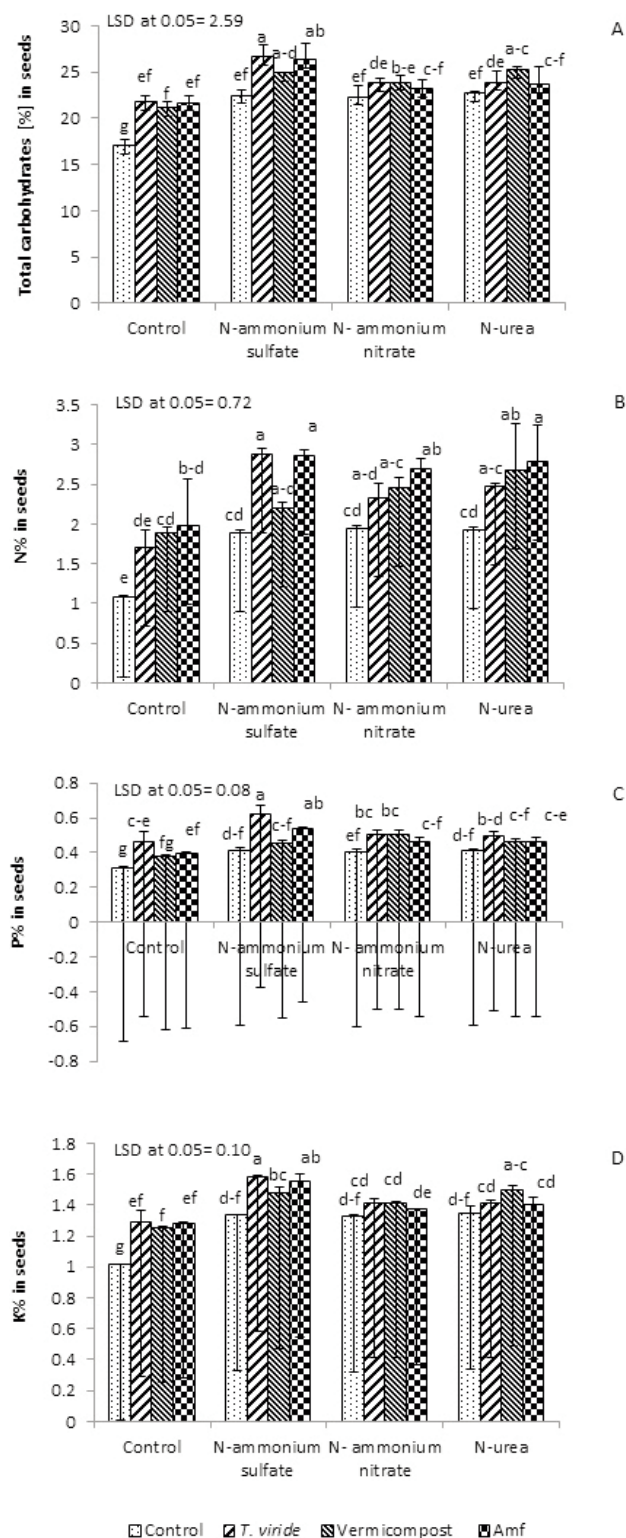 LSD at 0.05= 2.59
A
Total carbohydrates [%] in seeds
30
25
20
15
10
5
0
g ef f ef ef a a-d ab ef de b-e c-f ef de a-c c-f
Control N-ammonium sulfate N- ammonium nitrate N-urea
LSD at 0.05= 0.72
B
N% in seeds
3.5
3
2.5
2
1.5
1
0.5
0
e de cd b-d cd a a-d a cd a-d a-c ab cd a-c ab a
Control N-ammonium sulfate N- ammonium nitrate N-urea
LSD at 0.05= 0.08
C
P% in seeds
0.8
0.6
0.4
0.2
0
-0.2
-0.4
-0.6
-0.8
g c-e fg ef d-f a c-f ab ef bc bc c-f d-f b-d c-f c-e
Control N-ammonium sulfate N- ammonium nitrate N-urea
LSD at 0.05= 0.10
D
K% in seeds
1.8
1.6
1.4
1.2
1
0.8
0.6
0.4
0.2
0
g ef f ef d-f a bc ab d-f cd cd de d-f cd a-c cd
Control N-ammonium sulfate N- ammonium nitrate N-urea
Control T. viride Vermicompost Amf